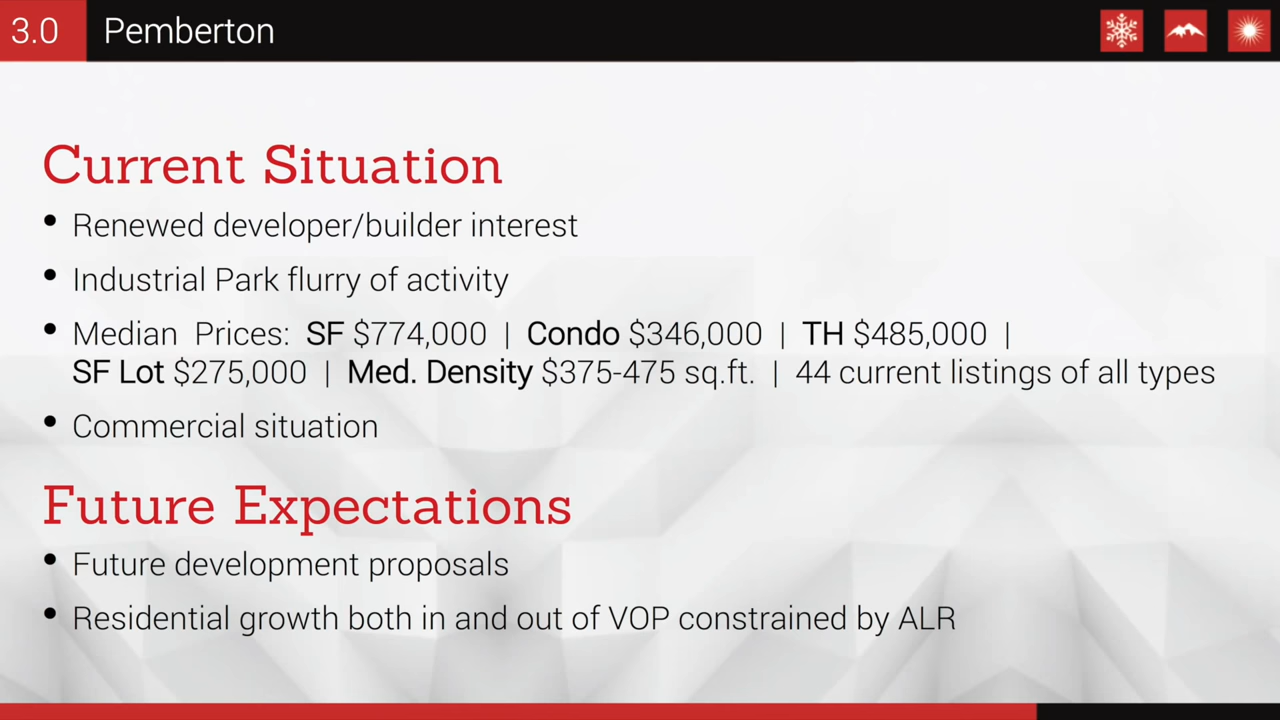 3.0 Pemberton
Current Situation
• Renewed developer/builder interest
• Industrial Park flurry of activity
• Median Prices: SF $774,000 | Condo $346,000 | TH $485,000 |
SF Lot $275,000 | Med. Density $375-475 sq.ft. | 44 current listings of all types
• Commercial situation
Future Expectations
• Future development proposals
• Residential growth both in and out of VOP constrained by ALR